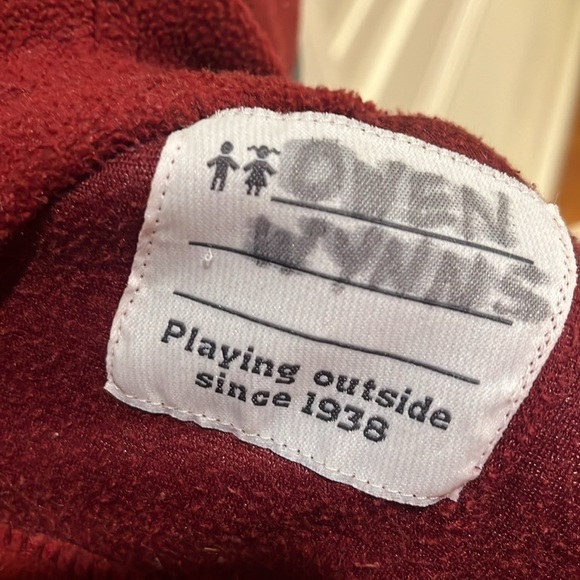 OWEN
WYNNS
Playing outside
since 1938